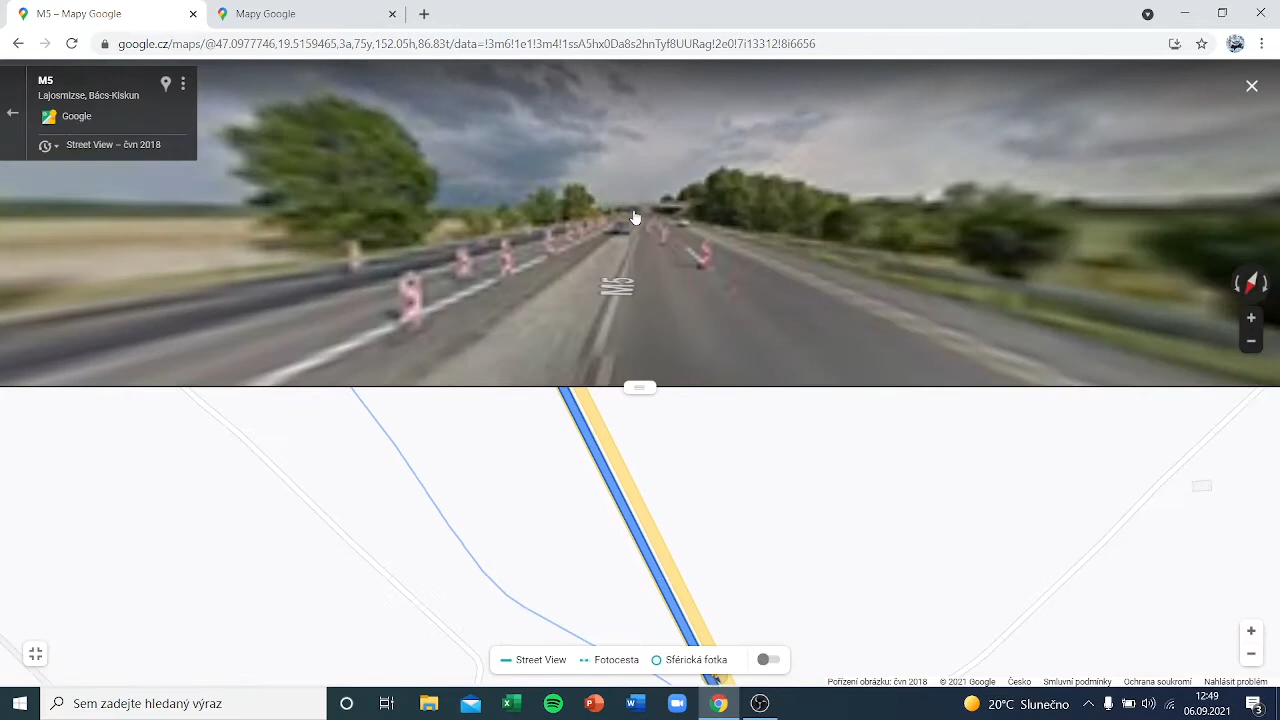 M5 – Mapy Google
Mapy Google
google.cz/maps/@47.0977746,19.5159465,3a,75y,152.05h,86.83t/data=!3m6!1e1!3m4!1ssA5hx0Da8s2hnTyf8UURag!2e0!7i13312!8i6656
M5
Lajosmizse, Bács-Kiskun
Google
Street View – čvn 2018
M5
Street View
Fotocesta
Sférická fotka
Pořízení obrázku: čvn 2018 © 2021 Google Česko Smluvní podmínky Ochrana soukromí Nahlásit problém
Sem zadejte hledaný výraz
20°C Slunečno
12:49
06.09.2021
3